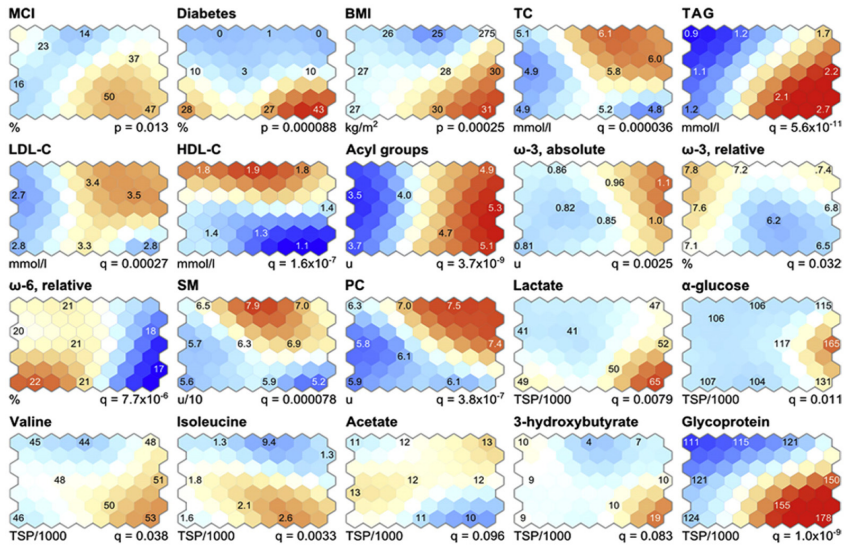 MCI Diabetes BMI TC TAG
14 0 1 0 26 25 275 5.1 6.1 0.9 1.2 1.7
23 37 10 3 10 27 28 30 4.9 5.8 6.0 1.1 2.2
16 50 47 28 27 43 27 30 31 4.9 5.2 4.8 1.2 2.1 2.7
% p = 0.013 % p = 0.000088 kg/m² p = 0.00025 mmol/l q = 0.000036 mmol/l q = 5.6x10⁻¹¹
LDL-C HDL-C Acyl groups ω-3, absolute ω-3, relative
2.7 3.4 3.5 1.8 1.9 1.8 1.4 3.5 4.0 4.9 5.3 0.86 0.96 1.1 7.8 7.2 .7.4
0.82 0.85 1.0 7.6 6.2 6.8
2.8 3.3 2.8 1.4 1.3 1.1 3.7 4.7 5.1 0.81 7.1 6.5
mmol/l q = 0.00027 mmol/l q = 1.6x10⁻⁷ u q = 3.7x10⁻⁹ u q = 0.0025 % q = 0.032
ω-6, relative SM PC Lactate α-glucose
21 6.5 7.9 7.0 6.3 7.0 7.5 47 106 106 115
20 21 18 5.7 6.3 6.9 5.8 6.1 7.4 41 41 52 117 165
22 21 17 5.6 5.9 5.2 5.9 6.1 49 50 65 107 104 131
% q = 7.7x10⁻⁶ u/10 q = 0.000078 u q = 3.8x10⁻⁷ TSP/1000 q = 0.0079 TSP/1000 q = 0.011
Valine Isoleucine Acetate 3-hydroxybutyrate Glycoprotein
45 44 48 1.3 9.4 1.3 11 12 13 10 4 7 111 115 121
48 51 1.8 2.1 13 12 12 9 10 10 121 150
46 50 53 1.6 2.6 11 10 9 19 124 155 178
TSP/1000 q = 0.038 TSP/1000 q = 0.0033 TSP/1000 q = 0.096 TSP/1000 q = 0.083 TSP/1000 q = 1.0x10⁻⁹